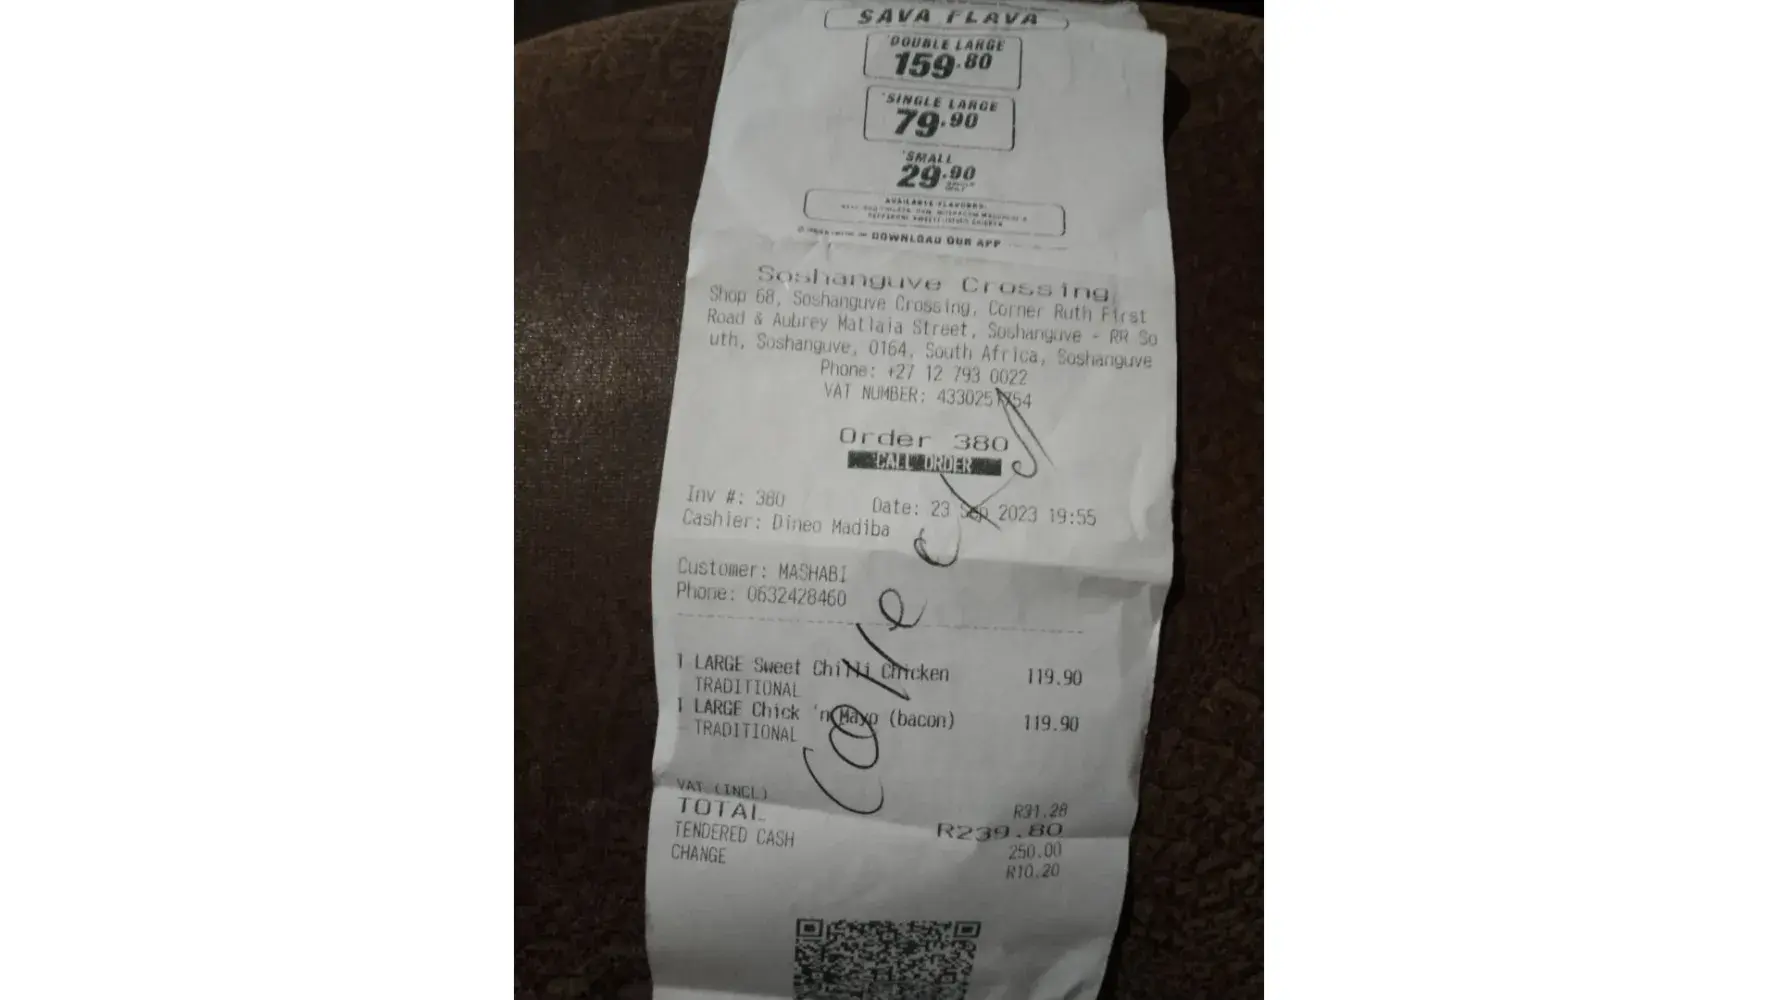 SAVA FLAVA
*DOUBLE LARGE
159.80
*SINGLE LARGE
79.90
*SMALL
29.90
AVAILABLE FLAVORS:
DOWNLOAD OUR APP
Soshanguve Crossing
Shop 68, Soshanguve Crossing, Corner Ruth First
Road & Aubrey Matlala Street, Soshanguve - RR So
uth, Soshanguve, 0164, South Africa, Soshanguve
Phone: +27 12 793 0022
VAT NUMBER: 4330251754
Order 380
CALL ORDER
Inv #: 380 Date: 23 Sep 2023 19:55
Cashier: Dineo Madiba
Customer: MASHABI
Phone: 0632428460
1 LARGE Sweet Chilli Chicken 119.90
TRADITIONAL
1 LARGE Chick 'n Mayo (bacon) 119.90
- TRADITIONAL
VAT (INCL) R31.28
TOTAL R239.80
TENDERED CASH 250.00
CHANGE R10.20
Collected